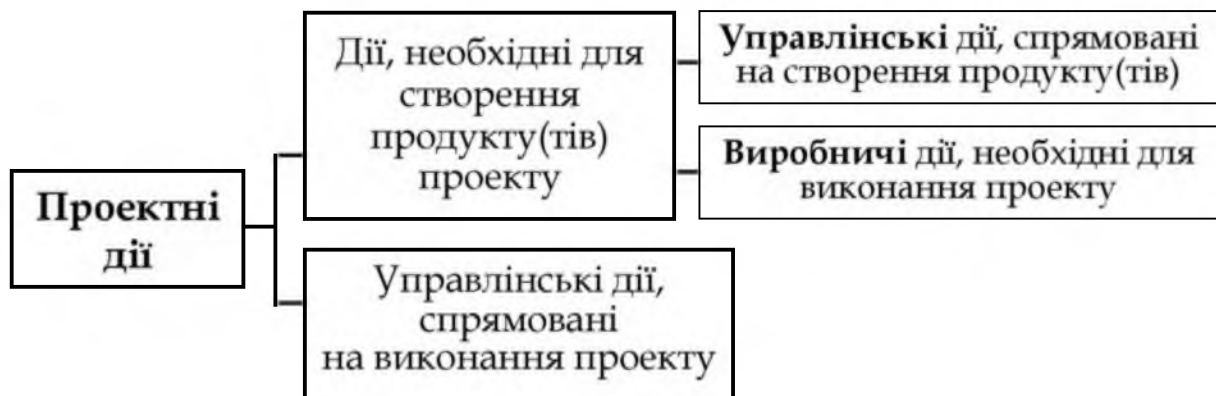 Проектні
дії
Дії, необхідні для
створення
продукту(тів)
проекту
Управлінські дії, спрямовані
на створення продукту(тів)
Виробничі дії, необхідні для
виконання проекту
Управлінські дії,
спрямовані
на виконання проекту